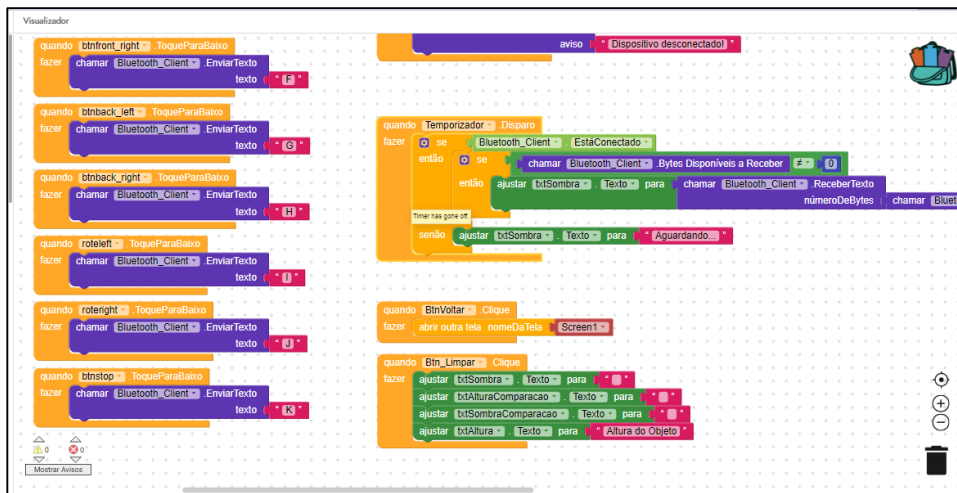 Visualizador
quando btnfront_right .ToqueParaBaixo
fazer chamar Bluetooth_Client .EnviarTexto
texto " F "
quando btnback_left .ToqueParaBaixo
fazer chamar Bluetooth_Client .EnviarTexto
texto " G "
quando btnback_right .ToqueParaBaixo
fazer chamar Bluetooth_Client .EnviarTexto
texto " H "
quando roteleft .ToqueParaBaixo
fazer chamar Bluetooth_Client .EnviarTexto
texto " I "
quando roteright .ToqueParaBaixo
fazer chamar Bluetooth_Client .EnviarTexto
texto " J "
quando btnstop .ToqueParaBaixo
fazer chamar Bluetooth_Client .EnviarTexto
texto " K "
0 0
Mostrar Avisos
aviso " Dispositivo desconectado! "
quando Temporizador .Disparo
fazer se Bluetooth_Client . EstáConectado
então se chamar Bluetooth_Client .Bytes Disponíveis a Receber ≠ 0
então ajustar txtSombra . Texto para chamar Bluetooth_Client .ReceberTexto
númeroDeBytes chamar Bluet
Timer has gone off.
senão ajustar txtSombra . Texto para " Aguardando... "
quando BtnVoltar .Clique
fazer abrir outra tela nomeDaTela Screen1
quando Btn_Limpar .Clique
fazer ajustar txtSombra . Texto para " "
ajustar txtAlturaComparacao . Texto para " "
ajustar txtSombraComparacao . Texto para " "
ajustar txtAltura . Texto para " Altura do Objeto "